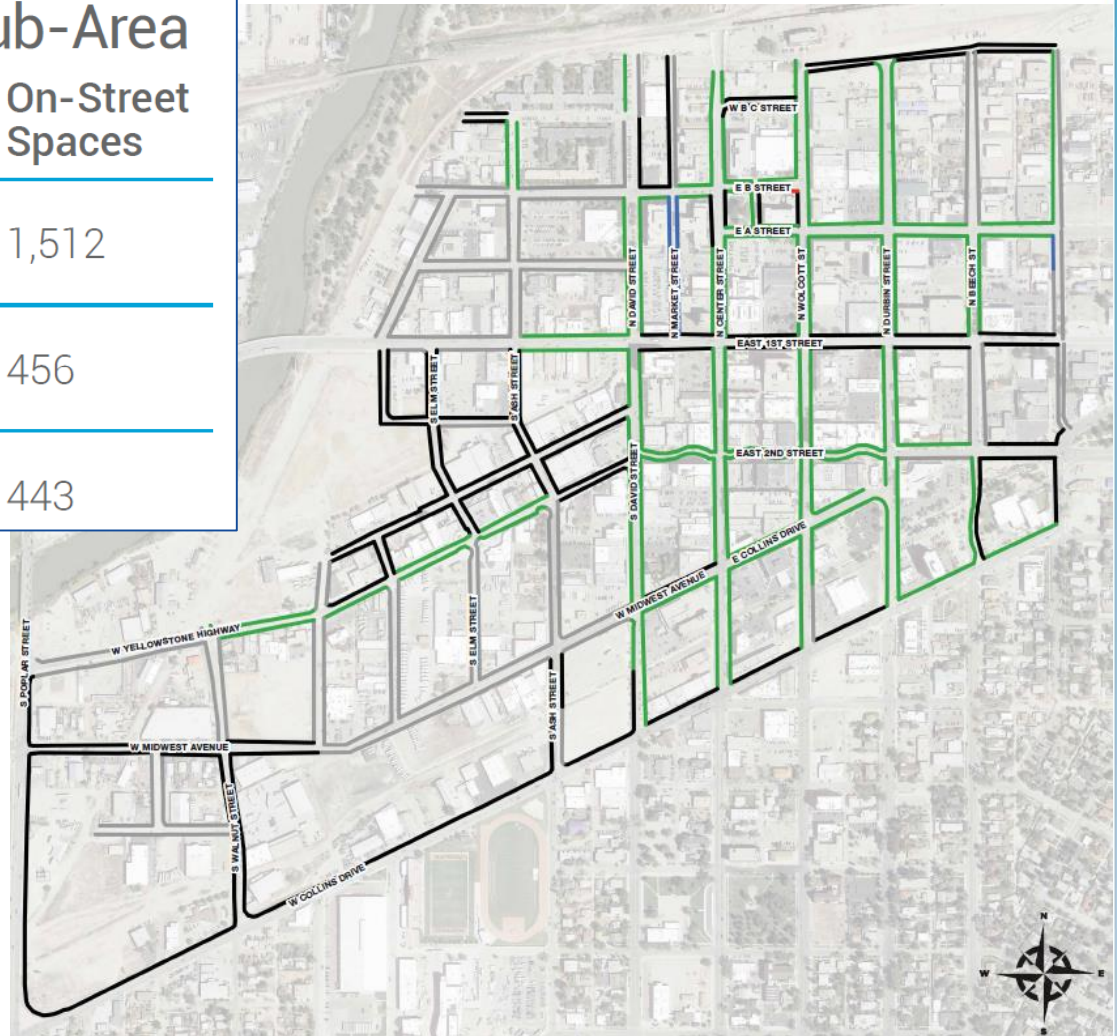 ub-Area
On-Street
Spaces
1,512
456
443
W B C STREET
E B STREET
E A STREET
N DAVID STREET
N MARKET STREET
N CENTER STREET
N WOLCOTT ST
N DURBIN STREET
N BEECH ST
EAST 1ST STREET
S ELM STREET
S ASH STREET
S DAVID STREET
EAST 2ND STREET
E COLLINS DRIVE
W MIDWEST AVENUE
S POPLAR STREET
W YELLOWSTONE HIGHWAY
S ELM STREET
S ASH STREET
W MIDWEST AVENUE
S WALNUT STREET
W COLLINS DRIVE
N
W
E
S